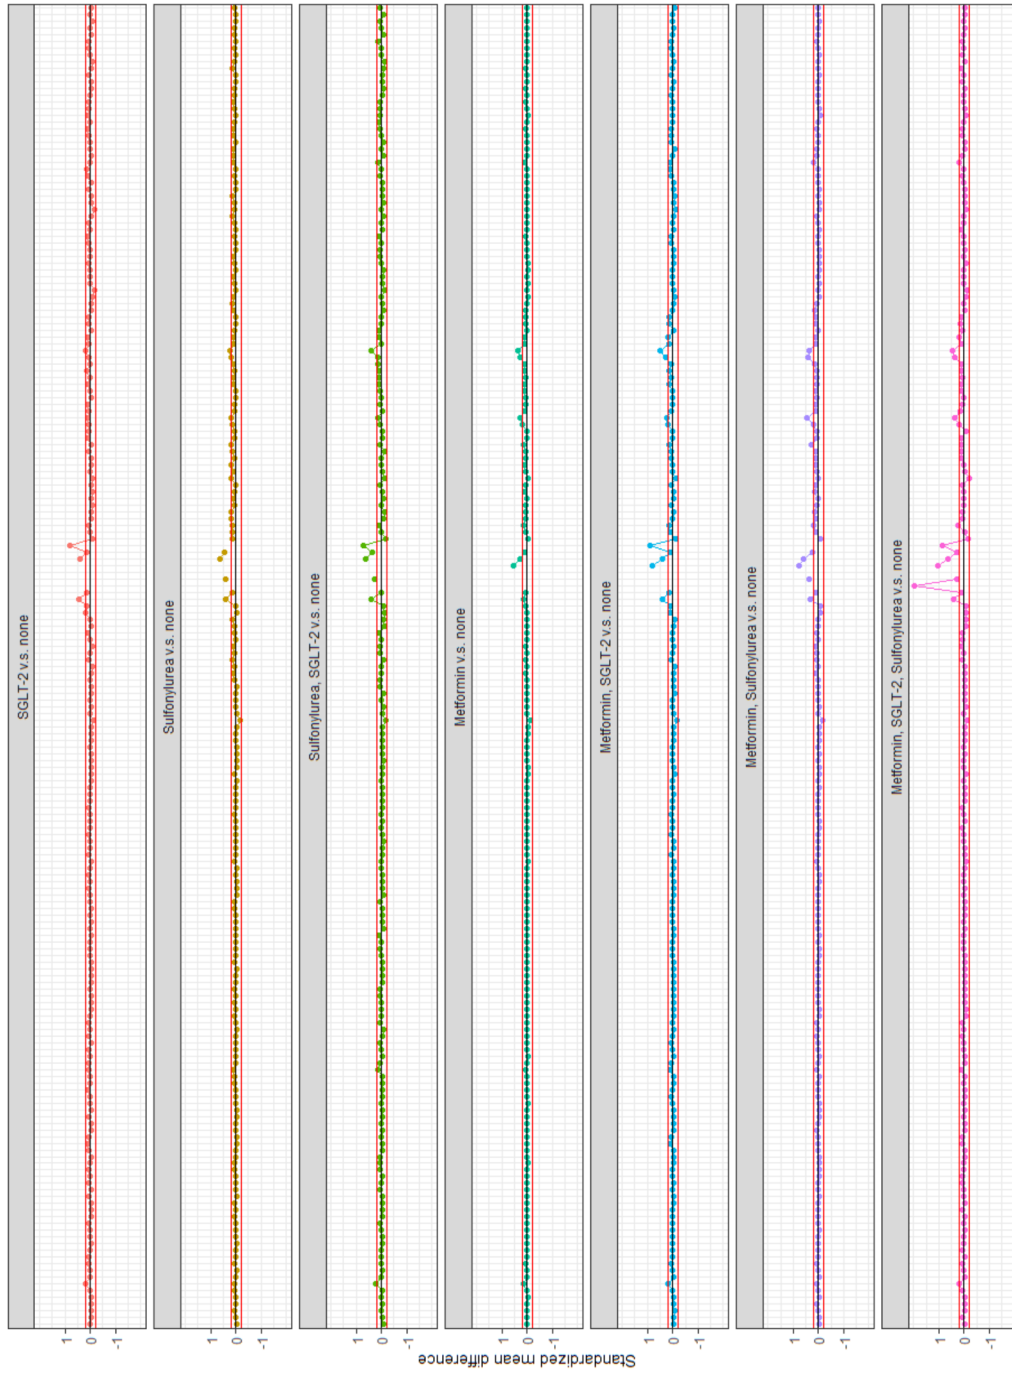 SGLT-2 v.s. none
1
0
-1
Sulfonylurea v.s. none
1
0
-1
Sulfonylurea, SGLT-2 v.s. none
1
0
-1
Metformin v.s. none
1
0
-1
Metformin, SGLT-2 v.s. none
1
0
-1
Metformin, Sulfonylurea v.s. none
1
0
-1
Metformin, SGLT-2, Sulfonylurea v.s. none
1
0
-1
Standardized mean difference